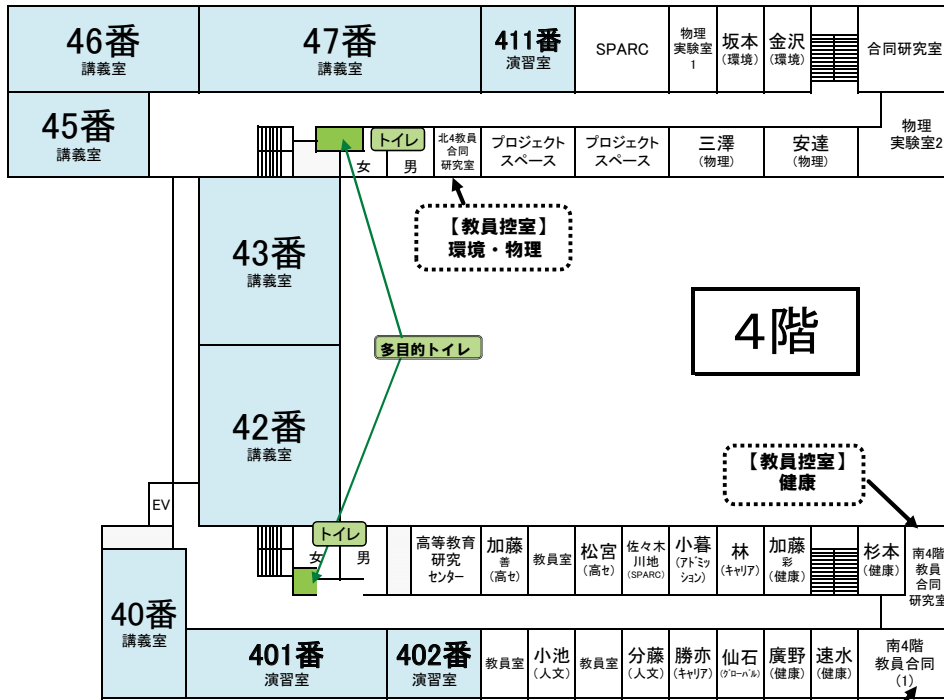 46番
講義室
47番
講義室
411番
演習室
SPARC
物理
実験室
1
坂本
(環境)
金沢
(環境)
合同研究室
45番
講義室
トイレ
女
男
北4教員
合同
研究室
プロジェクト
スペース
プロジェクト
スペース
三澤
(物理)
安達
(物理)
物理
実験室2
【教員控室】
環境・物理
43番
講義室
4階
多目的トイレ
42番
講義室
【教員控室】
健康
EV
トイレ
女
男
高等教育
研究
センター
加藤
善
(高セ)
教員室
松宮
(高セ)
佐々木
川地
(SPARC)
小暮
(アドミッ
ション)
林
(キャリア)
加藤
彩
(健康)
杉本
(健康)
南4階
教員
合同
研究室
40番
講義室
401番
演習室
402番
演習室
教員室
小池
(人文)
教員室
分藤
(人文)
勝亦
(キャリア)
仙石
(グローバル)
廣野
(健康)
速水
(健康)
南4階
教員合同
(1)